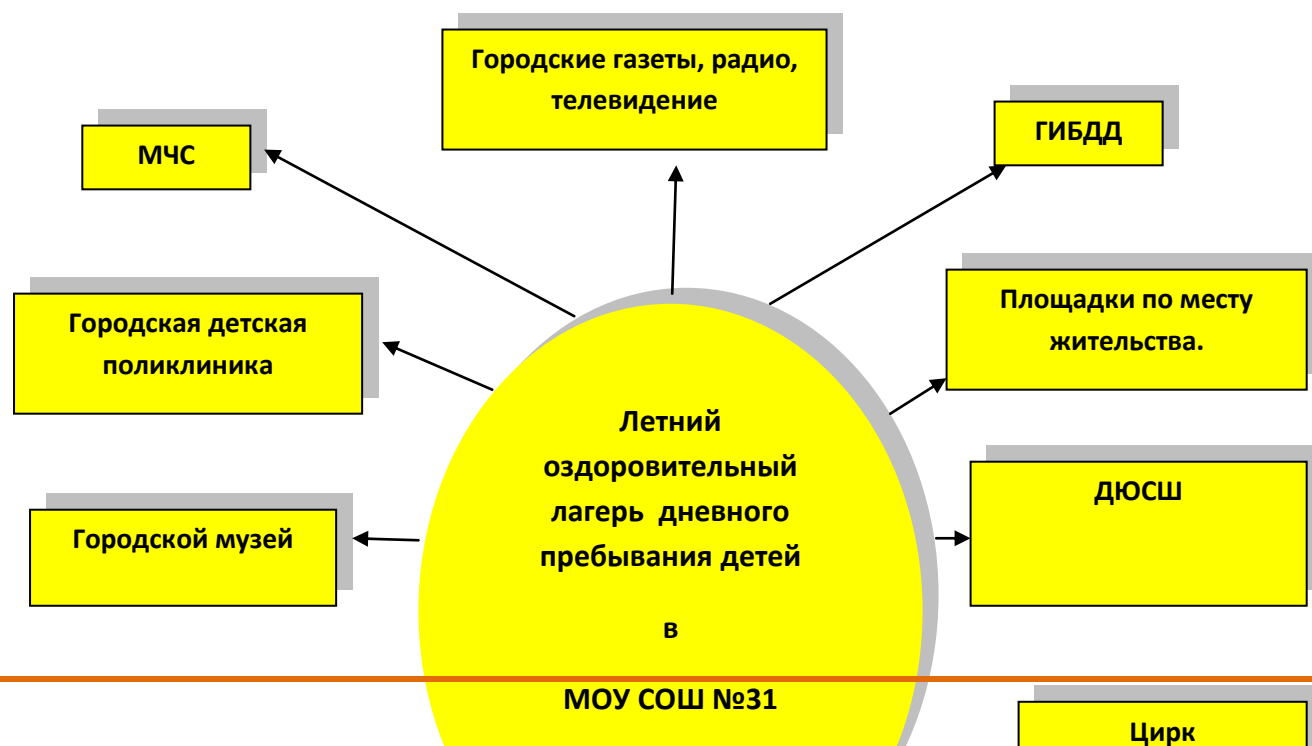 Городские газеты, радио,
телевидение
МЧС
ГИБДД
Городская детская
поликлиника
Площадки по месту
жительства.
Летний
оздоровительный
лагерь дневного
пребывания детей
в
МОУ СОШ №31
Городской музей
ДЮСШ
Цирк